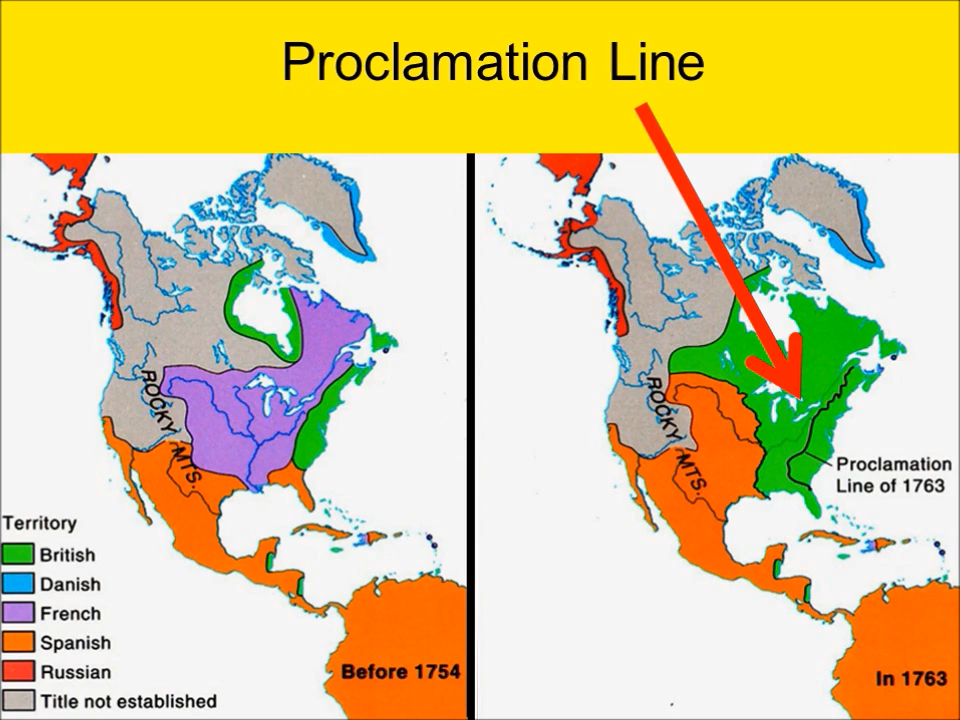 Proclamation Line
ROCKY
MTS.
Territory
British
Danish
French
Spanish
Russian
Title not established
Before 1754
ROCKY
MTS.
Proclamation
Line of 1763
In 1763